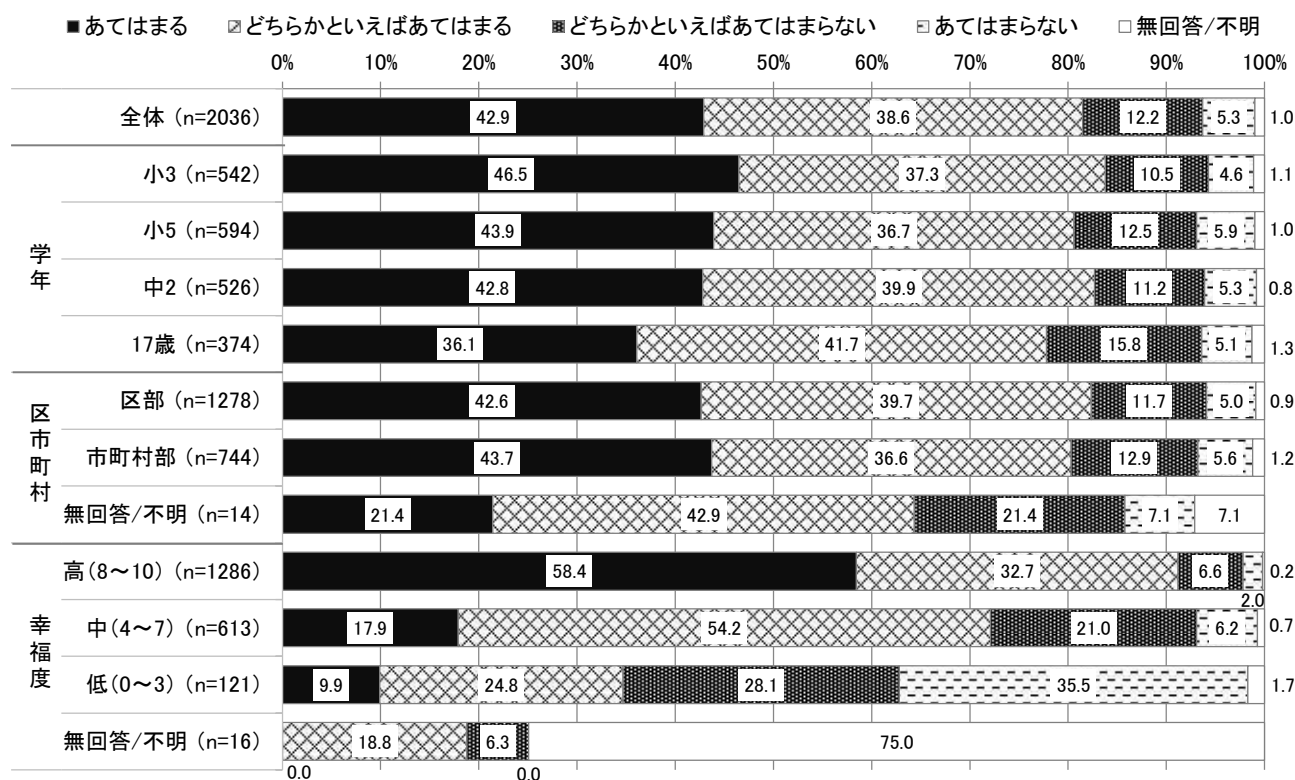 ■あてはまる ☒どちらかといえばあてはまる ■どちらかといえばあてはまらない □あてはまらない □無回答/不明
0% 10% 20% 30% 40% 50% 60% 70% 80% 90% 100%
全体 (n=2036) 42.9 38.6 12.2 5.3 1.0
学年
小3 (n=542) 46.5 37.3 10.5 4.6 1.1
小5 (n=594) 43.9 36.7 12.5 5.9 1.0
中2 (n=526) 42.8 39.9 11.2 5.3 0.8
17歳 (n=374) 36.1 41.7 15.8 5.1 1.3
区市町村
区部 (n=1278) 42.6 39.7 11.7 5.0 0.9
市町村部 (n=744) 43.7 36.6 12.9 5.6 1.2
無回答/不明 (n=14) 21.4 42.9 21.4 7.1 7.1
幸福度
高(8～10) (n=1286) 58.4 32.7 6.6 2.0 0.2
中(4～7) (n=613) 17.9 54.2 21.0 6.2 0.7
低(0～3) (n=121) 9.9 24.8 28.1 35.5 1.7
無回答/不明 (n=16) 0.0 18.8 6.3 0.0 75.0